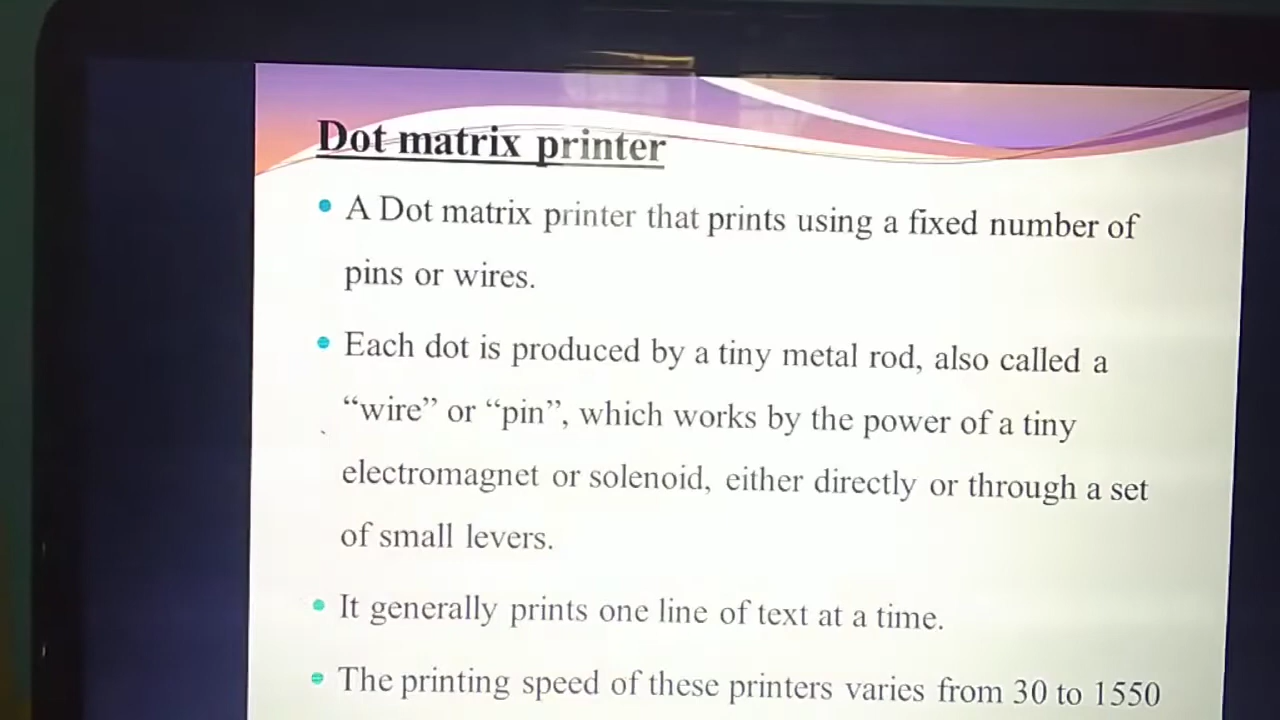 Dot matrix printer
• A Dot matrix printer that prints using a fixed number of
pins or wires.
• Each dot is produced by a tiny metal rod, also called a
“wire” or “pin”, which works by the power of a tiny
electromagnet or solenoid, either directly or through a set
of small levers.
• It generally prints one line of text at a time.
• The printing speed of these printers varies from 30 to 1550